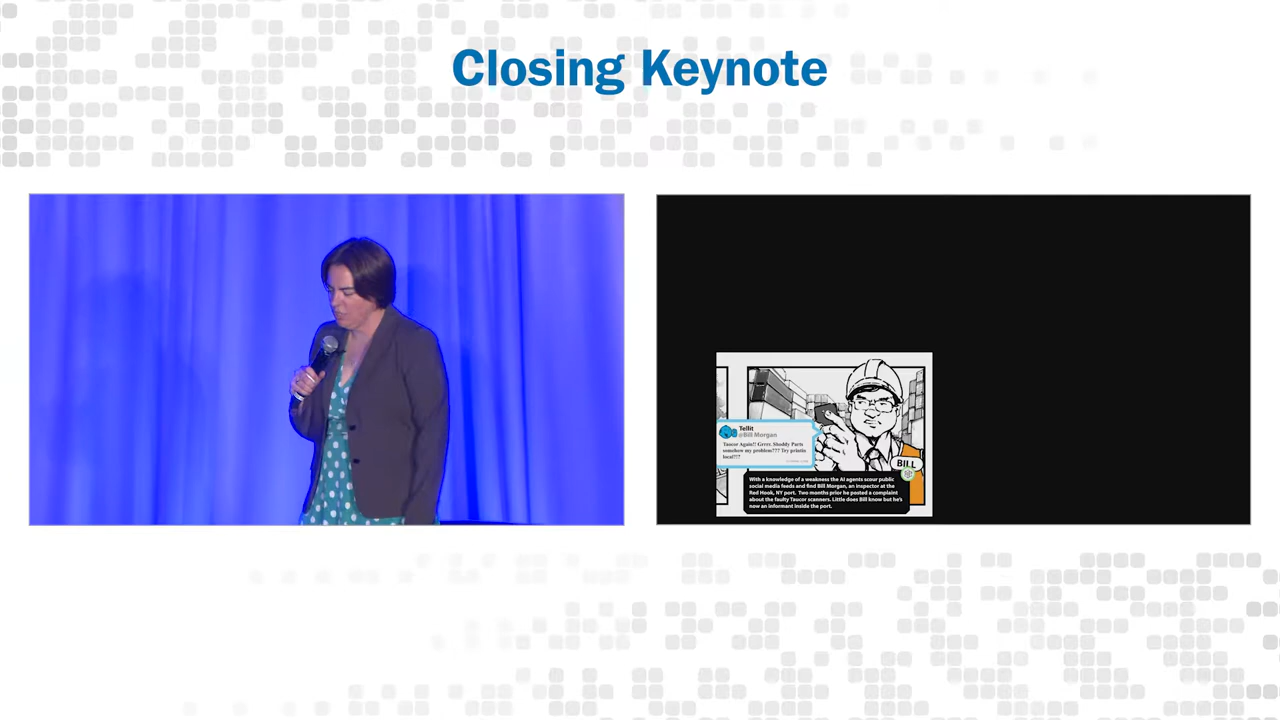 Closing Keynote
Tellit
@Bill Morgan
Taucor Again!! Grrrr. Shoddy Parts
somehow my problem??? Try printin
local!?!?
BILL
With a knowledge of a weakness the AI agents scour public
social media feeds and find Bill Morgan, an inspector at the
Red Hook, NY port. Two months prior he posted a complaint
about the faulty Taucor scanners. Little does Bill know but he's
now an informant inside the port.